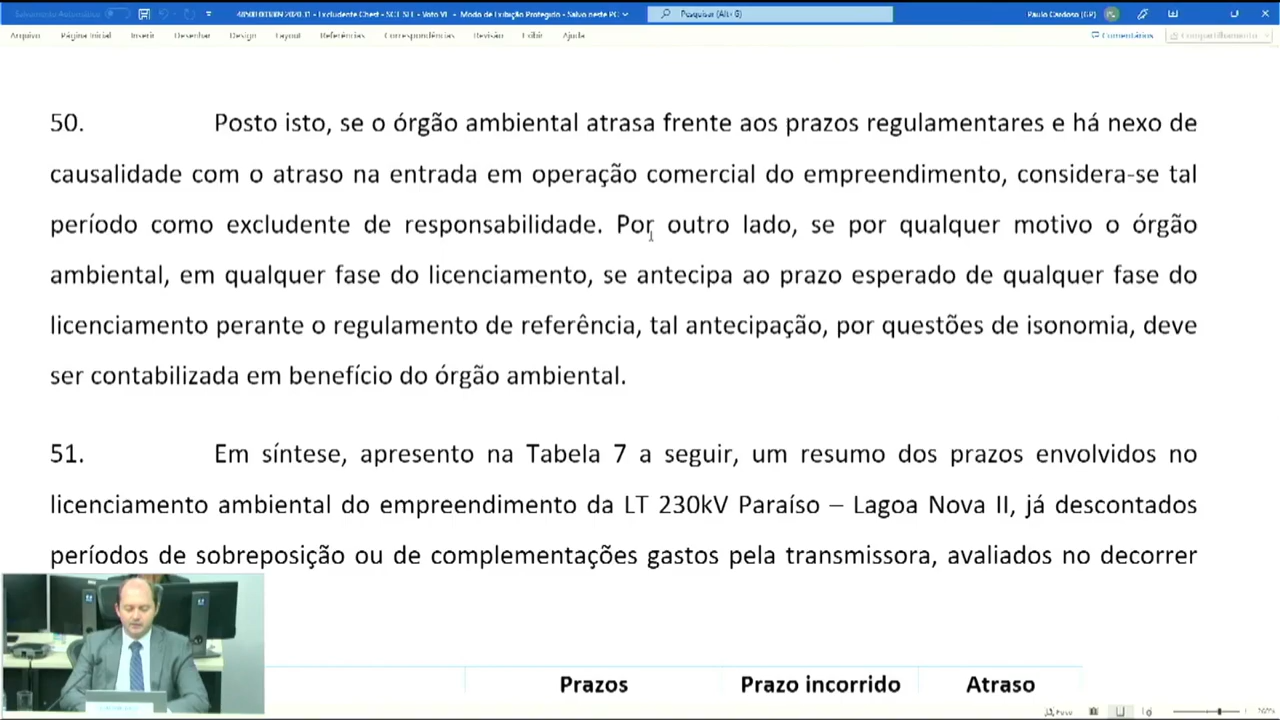 Pesquisar (Alt+G)
Paulo Cardoso (GP)
Arquivo Página Inicial Inserir Desenhar Design Layout Referências Correspondências Revisão Exibir Ajuda Comentários Compartilhamento
50. Posto isto, se o órgão ambiental atrasa frente aos prazos regulamentares e há nexo de
causalidade com o atraso na entrada em operação comercial do empreendimento, considera-se tal
período como excludente de responsabilidade. Por outro lado, se por qualquer motivo o órgão
ambiental, em qualquer fase do licenciamento, se antecipa ao prazo esperado de qualquer fase do
licenciamento perante o regulamento de referência, tal antecipação, por questões de isonomia, deve
ser contabilizada em benefício do órgão ambiental.
51. Em síntese, apresento na Tabela 7 a seguir, um resumo dos prazos envolvidos no
licenciamento ambiental do empreendimento da LT 230kV Paraíso – Lagoa Nova II, já descontados
períodos de sobreposição ou de complementações gastos pela transmissora, avaliados no decorrer
Prazos Prazo incorrido Atraso